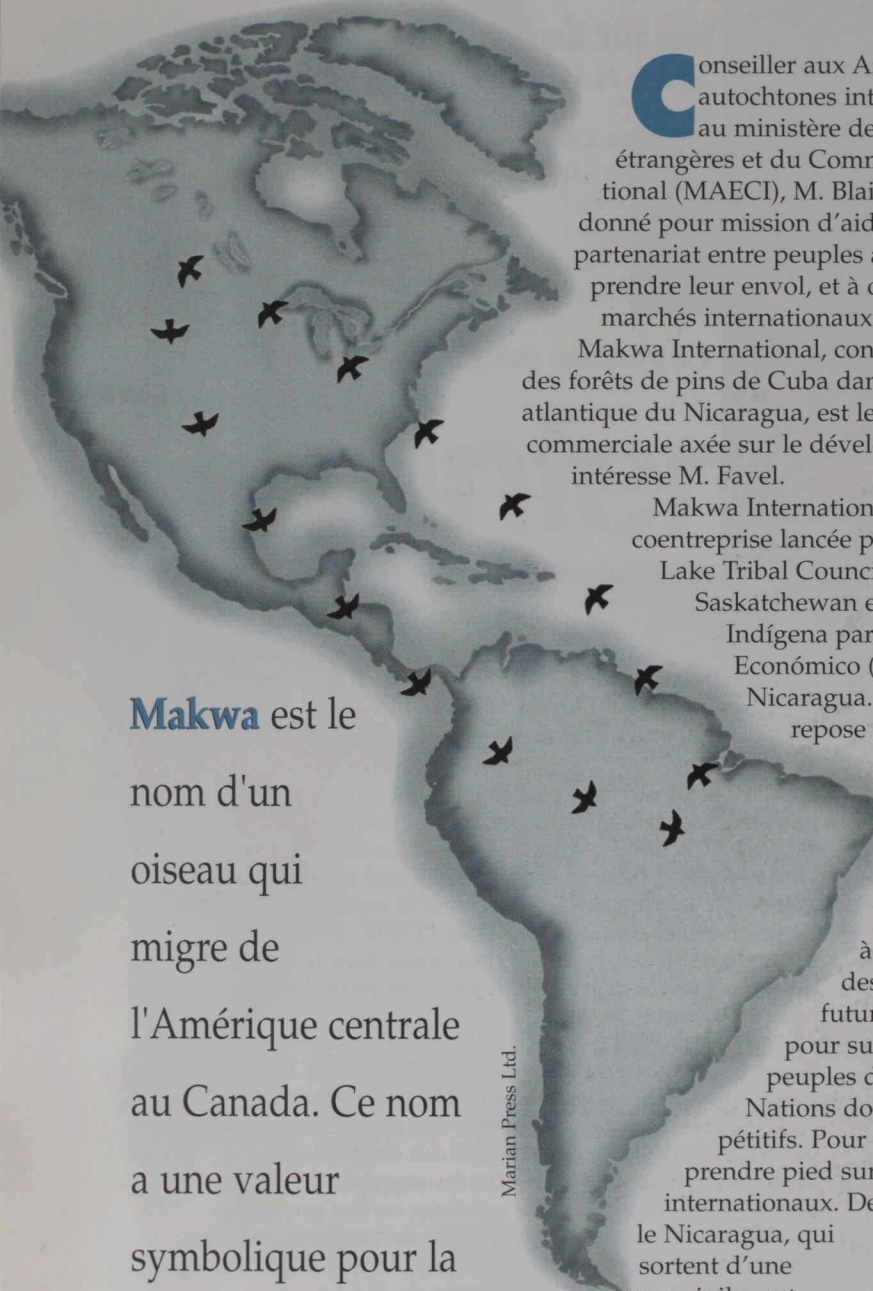 Conseiller aux A
autochtones int
au ministère de
étrangères et du Comm
tional (MAECI), M. Blai
donné pour mission d'aid
partenariat entre peuples a
prendre leur envol, et à
marchés internationaux
Makwa International, con
des forêts de pins de Cuba dan
atlantique du Nicaragua, est le
commerciale axée sur le dével
intéresse M. Favel.
Makwa Internation
coentreprise lancée p
Lake Tribal Counci
Saskatchewan e
Indígena par
Económico (
Nicaragua.
repose
à
des
futur
pour su
peuples d
Nations do
pétitifs. Pour
prendre pied sur
internationaux. De
le Nicaragua, qui
sortent d'une
Makwa est le
nom d'un
oiseau qui
migre de
l'Amérique centrale
au Canada. Ce nom
a une valeur
symbolique pour la
Marian Press Ltd.